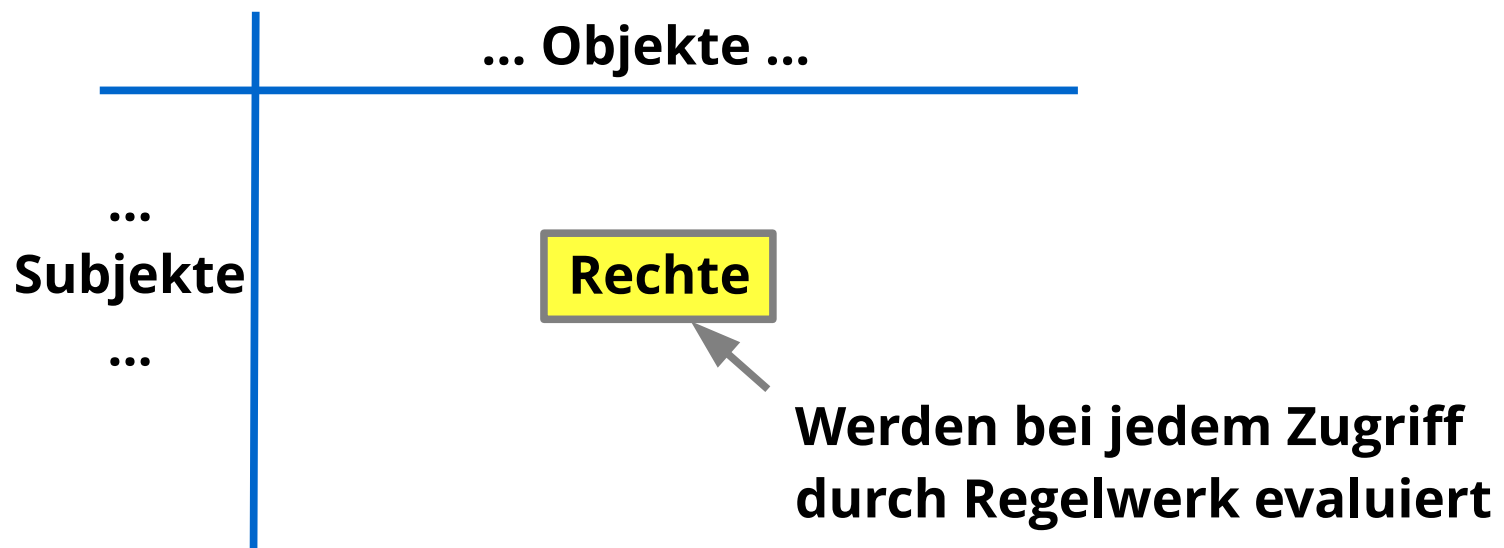 ... Objekte ...
...
Subjekte
...
Rechte
Werden bei jedem Zugriff
durch Regelwerk evaluiert